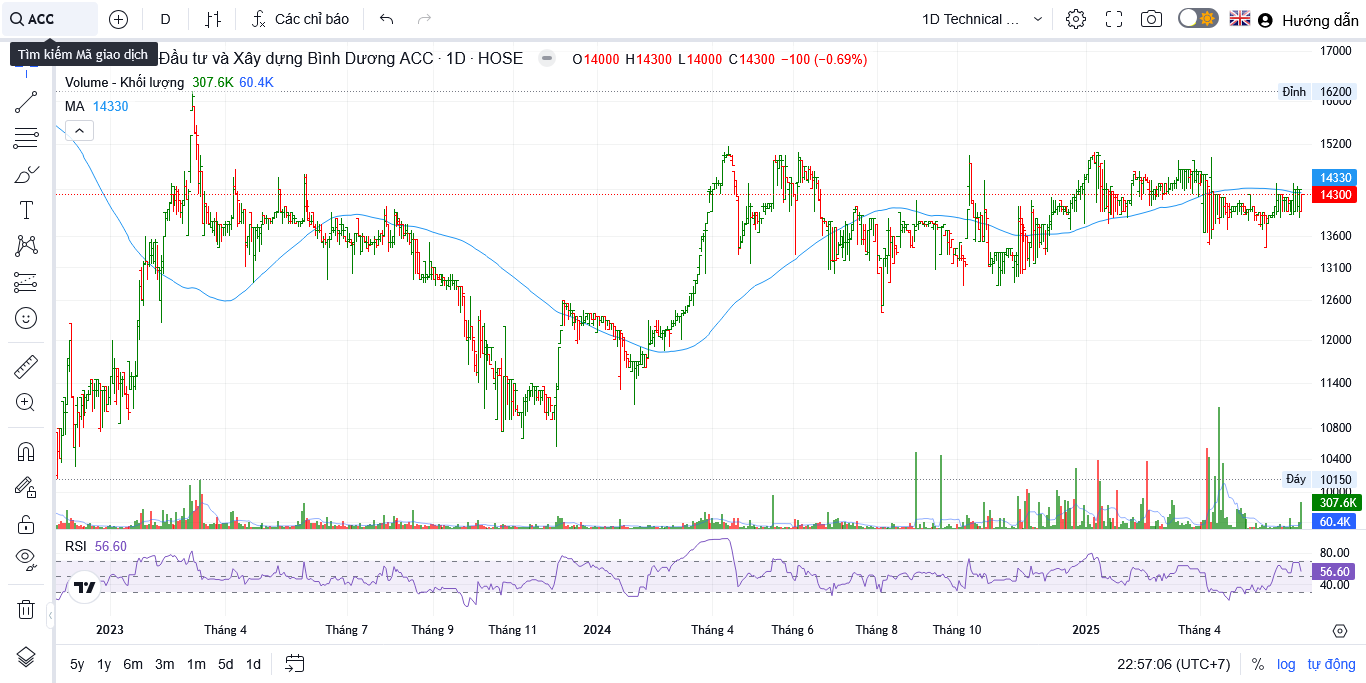 ACC
D
Các chỉ báo
1D Technical ...
Hướng dẫn
Tìm kiếm Mã giao dịch
Đầu tư và Xây dựng Bình Dương ACC · 1D · HOSE O14000 H14300 L14000 C14300 −100 (−0.69%)
Volume - Khối lượng 307.6K 60.4K
MA 14330
17000
Đỉnh 16200
16000
15200
14330
14300
13600
13100
12600
12000
11400
10800
10400
Đáy 10150
10000
307.6K
60.4K
RSI 56.60
80.00
56.60
40.00
2023 Tháng 4 Tháng 7 Tháng 9 Tháng 11 2024 Tháng 4 Tháng 6 Tháng 8 Tháng 10 2025 Tháng 4
5y 1y 6m 3m 1m 5d 1d
22:57:06 (UTC+7) % log tự động